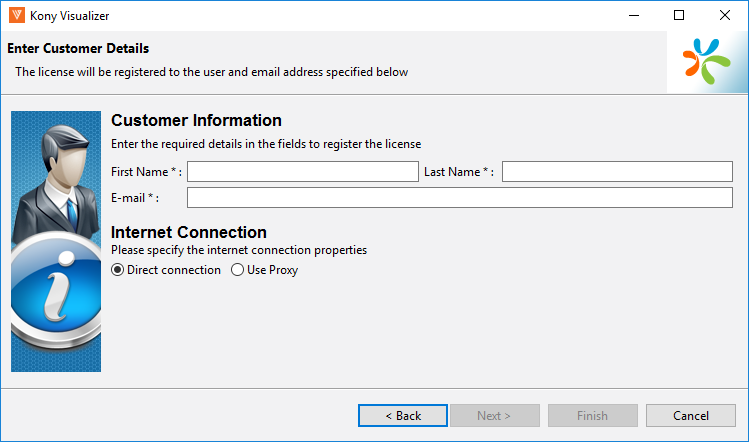 Kony Visualizer
Enter Customer Details
The license will be registered to the user and email address specified below
Customer Information
Enter the required details in the fields to register the license
First Name * : Last Name * :
E-mail * :
Internet Connection
Please specify the internet connection properties
Direct connection Use Proxy
< Back Next > Finish Cancel